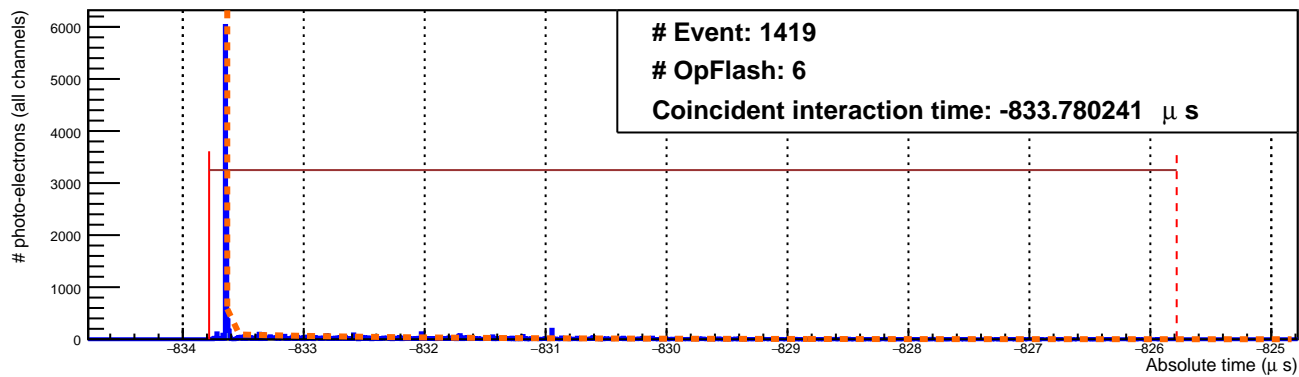 # photo-electrons (all channels)
6000
5000
4000
3000
2000
1000
0
# Event: 1419
# OpFlash: 6
Coincident interaction time: -833.780241 μ s
−834 −833 −832 −831 −830 −829 −828 −827 −826 −825
Absolute time (μ s)